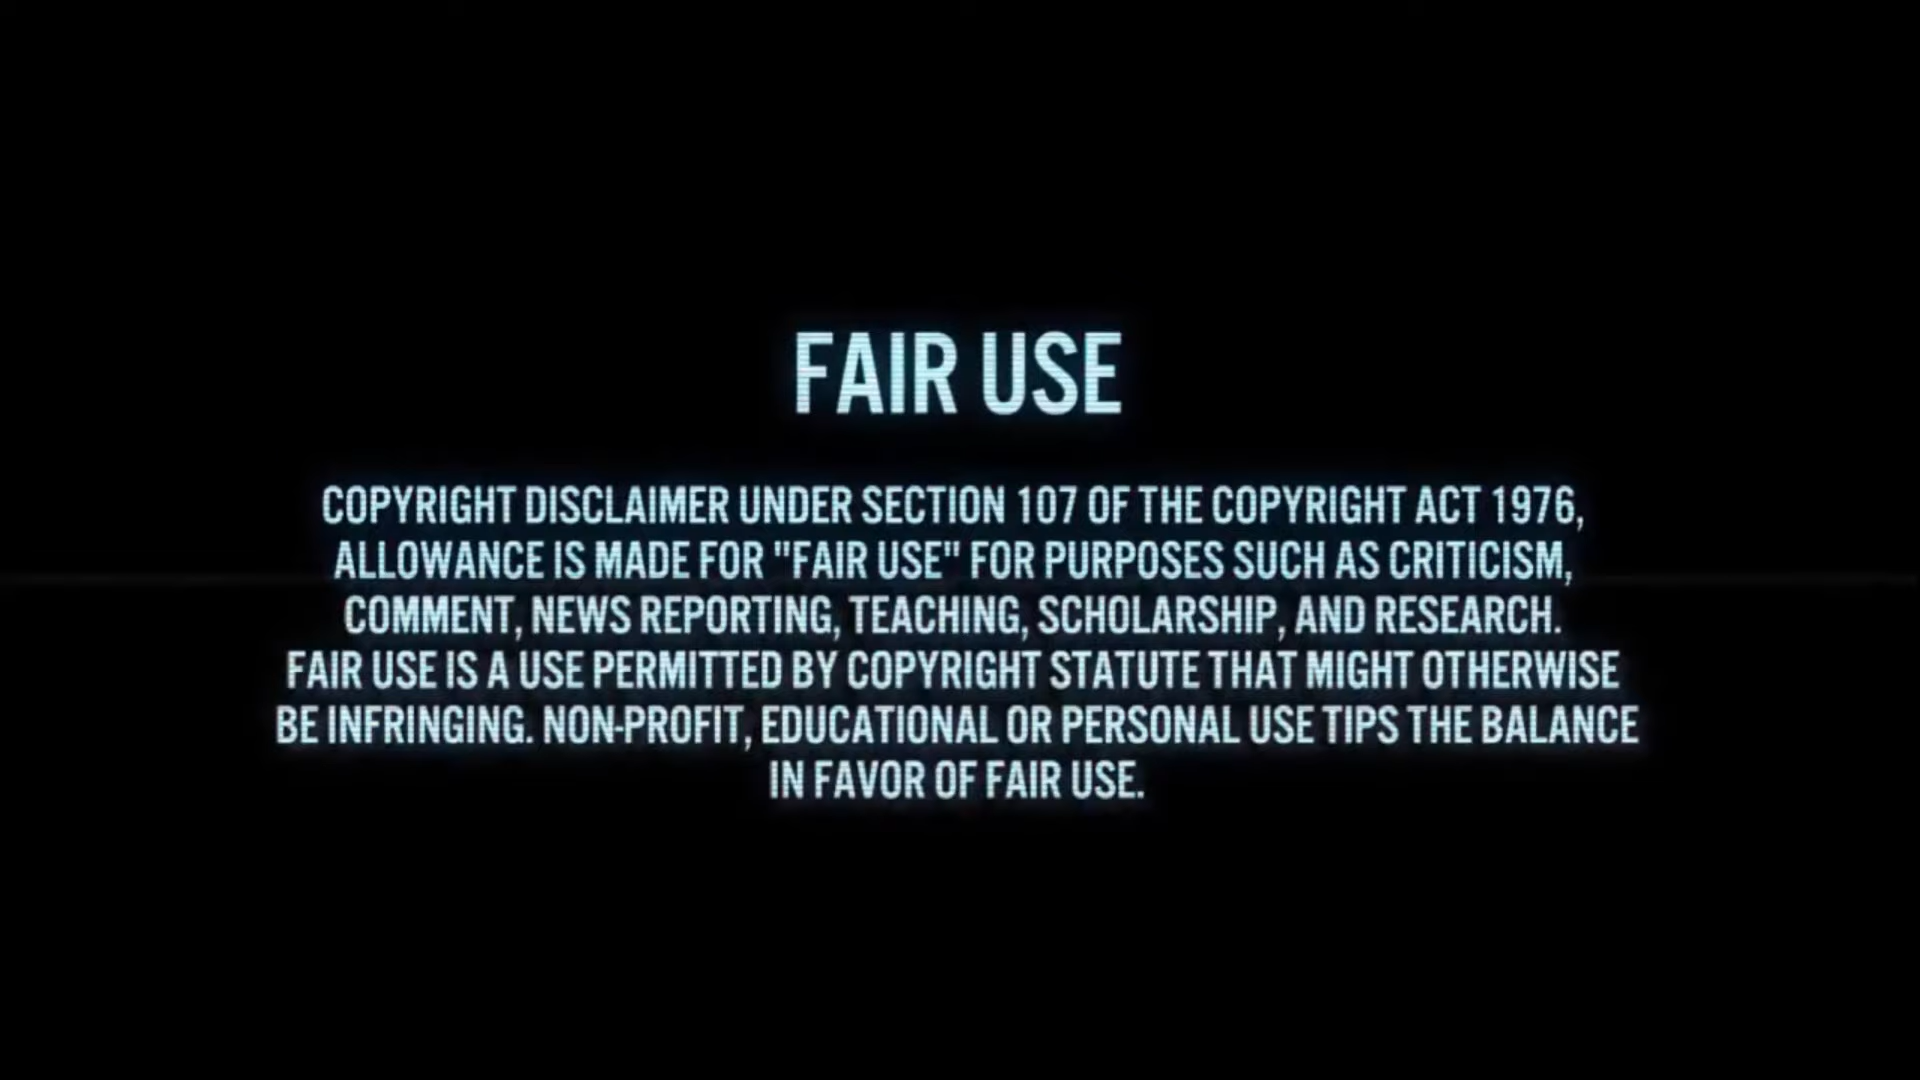 FAIR USE
COPYRIGHT DISCLAIMER UNDER SECTION 107 OF THE COPYRIGHT ACT 1976,
ALLOWANCE IS MADE FOR "FAIR USE" FOR PURPOSES SUCH AS CRITICISM,
COMMENT, NEWS REPORTING, TEACHING, SCHOLARSHIP, AND RESEARCH.
FAIR USE IS A USE PERMITTED BY COPYRIGHT STATUTE THAT MIGHT OTHERWISE
BE INFRINGING. NON-PROFIT, EDUCATIONAL OR PERSONAL USE TIPS THE BALANCE
IN FAVOR OF FAIR USE.